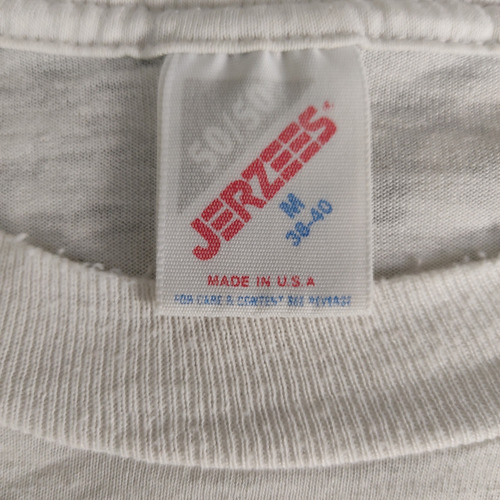 50/50
JERZEES®
M
38-40
MADE IN U.S.A
FOR CARE & CONTENT SEE REVERSE